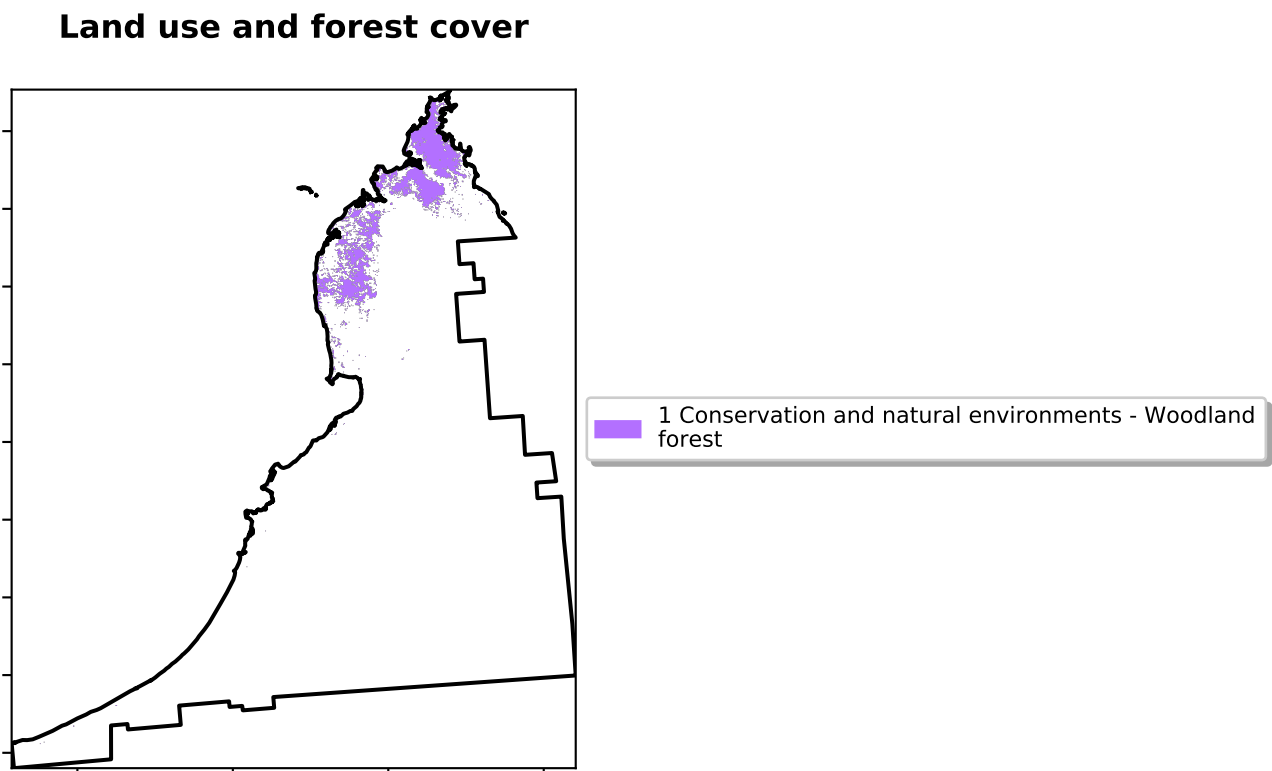 Land use and forest cover
1 Conservation and natural environments - Woodland
forest